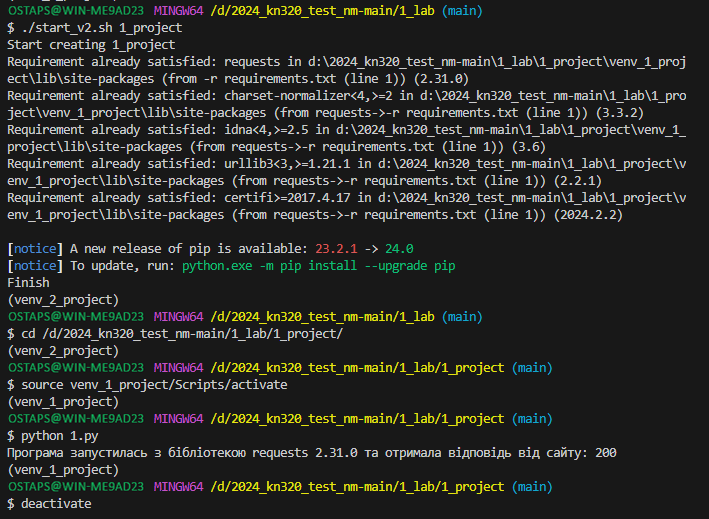 OSTAPS@WIN-ME9AD23 MINGW64 /d/2024_kn320_test_nm-main/1_lab (main)
$ ./start_v2.sh 1_project
Start creating 1_project
Requirement already satisfied: requests in d:\2024_kn320_test_nm-main\1_lab\1_project\venv_1_proj
ect\lib\site-packages (from -r requirements.txt (line 1)) (2.31.0)
Requirement already satisfied: charset-normalizer<4,>=2 in d:\2024_kn320_test_nm-main\1_lab\1_pro
ject\venv_1_project\lib\site-packages (from requests->-r requirements.txt (line 1)) (3.3.2)
Requirement already satisfied: idna<4,>=2.5 in d:\2024_kn320_test_nm-main\1_lab\1_project\venv_1_
project\lib\site-packages (from requests->-r requirements.txt (line 1)) (3.6)
Requirement already satisfied: urllib3<3,>=1.21.1 in d:\2024_kn320_test_nm-main\1_lab\1_project\v
env_1_project\lib\site-packages (from requests->-r requirements.txt (line 1)) (2.2.1)
Requirement already satisfied: certifi>=2017.4.17 in d:\2024_kn320_test_nm-main\1_lab\1_project\v
env_1_project\lib\site-packages (from requests->-r requirements.txt (line 1)) (2024.2.2)
[notice] A new release of pip is available: 23.2.1 -> 24.0
[notice] To update, run: python.exe -m pip install --upgrade pip
Finish
(venv_2_project)
OSTAPS@WIN-ME9AD23 MINGW64 /d/2024_kn320_test_nm-main/1_lab (main)
$ cd /d/2024_kn320_test_nm-main/1_lab/1_project/
(venv_2_project)
OSTAPS@WIN-ME9AD23 MINGW64 /d/2024_kn320_test_nm-main/1_lab/1_project (main)
$ source venv_1_project/Scripts/activate
(venv_1_project)
OSTAPS@WIN-ME9AD23 MINGW64 /d/2024_kn320_test_nm-main/1_lab/1_project (main)
$ python 1.py
Програма запустилась з бібліотекою requests 2.31.0 та отримала відповідь від сайту: 200
(venv_1_project)
OSTAPS@WIN-ME9AD23 MINGW64 /d/2024_kn320_test_nm-main/1_lab/1_project (main)
$ deactivate